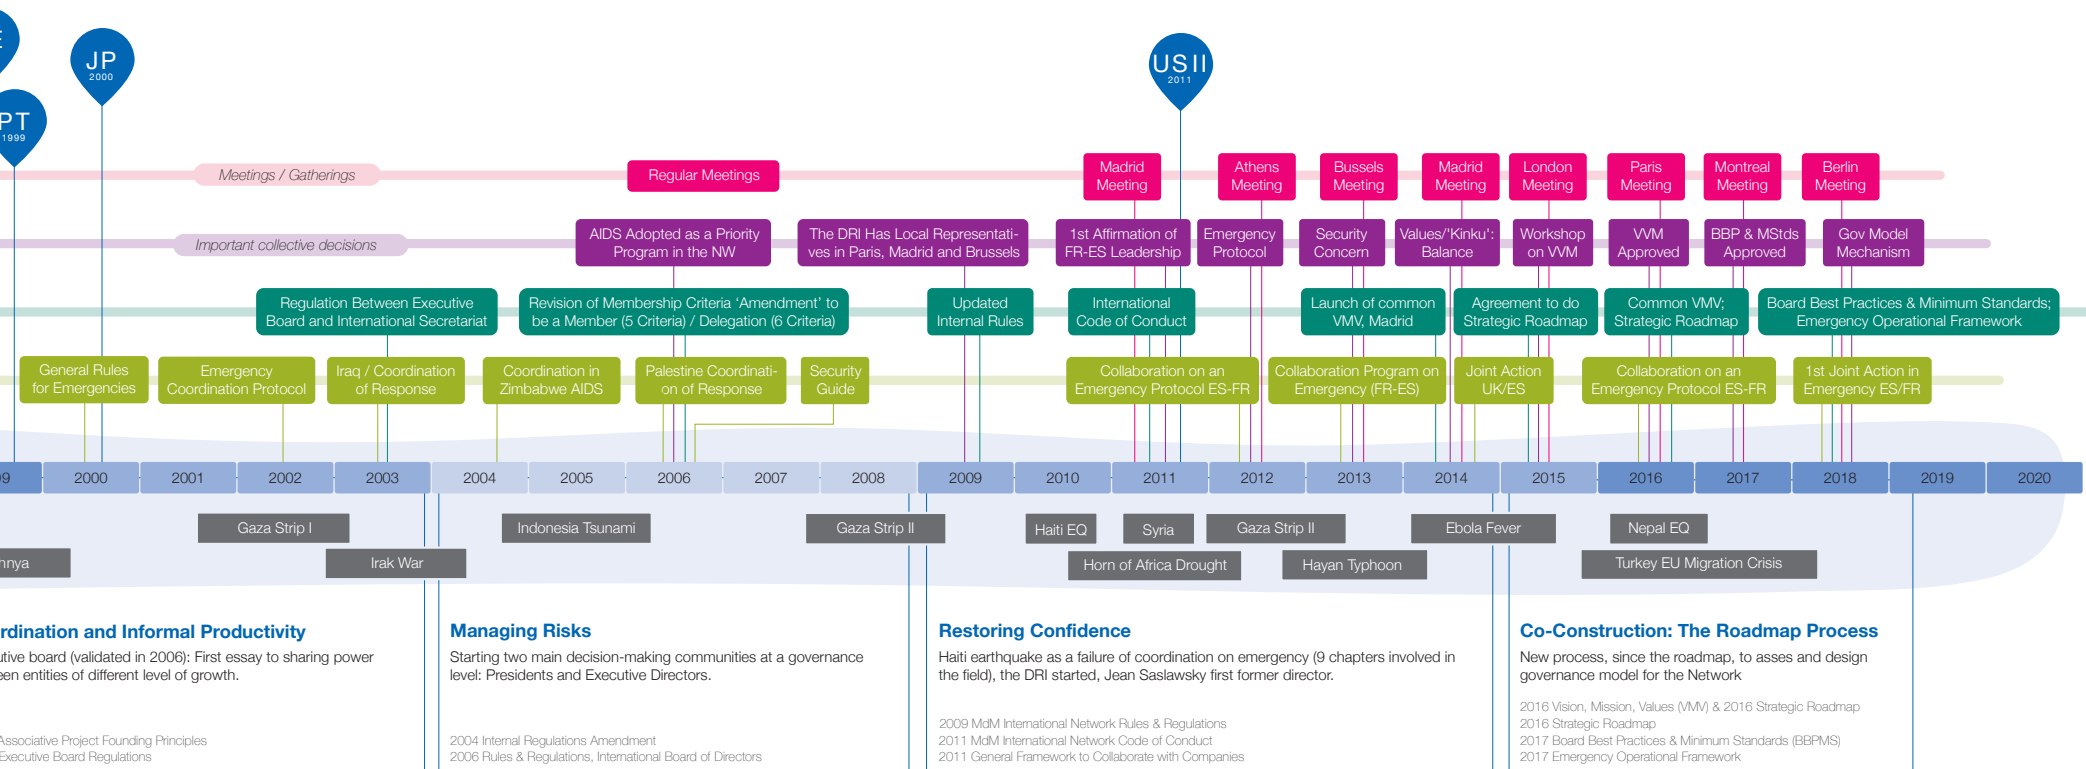 E
JP
2000
PT
1999
US II
2011
Meetings / Gatherings
Regular Meetings
Madrid
Meeting
Athens
Meeting
Bussels
Meeting
Madrid
Meeting
London
Meeting
Paris
Meeting
Montreal
Meeting
Berlin
Meeting
Important collective decisions
AIDS Adopted as a Priority
Program in the NW
The DRI Has Local Representati-
ves in Paris, Madrid and Brussels
1st Affirmation of
FR-ES Leadership
Emergency
Protocol
Security
Concern
Values/'Kinku':
Balance
Workshop
on VVM
VVM
Approved
BBP & MStds
Approved
Gov Model
Mechanism
Regulation Between Executive
Board and International Secretariat
Revision of Membership Criteria ‘Amendment’ to
be a Member (5 Criteria) / Delegation (6 Criteria)
Updated
Internal Rules
International
Code of Conduct
Launch of common
VMV, Madrid
Agreement to do
Strategic Roadmap
Common VMV;
Strategic Roadmap
Board Best Practices & Minimum Standards;
Emergency Operational Framework
General Rules
for Emergencies
Emergency
Coordination Protocol
Iraq / Coordination
of Response
Coordination in
Zimbabwe AIDS
Palestine Coordinati-
on of Response
Security
Guide
Collaboration on an
Emergency Protocol ES-FR
Collaboration Program on
Emergency (FR-ES)
Joint Action
UK/ES
Collaboration on an
Emergency Protocol ES-FR
1st Joint Action in
Emergency ES/FR
99 2000 2001 2002 2003 2004 2005 2006 2007 2008 2009 2010 2011 2012 2013 2014 2015 2016 2017 2018 2019 2020
Gaza Strip I
Indonesia Tsunami
Gaza Strip II
Haiti EQ
Syria
Gaza Strip II
Ebola Fever
Nepal EQ
hnya
Irak War
Horn of Africa Drought
Hayan Typhoon
Turkey EU Migration Crisis
rdination and Informal Productivity
utive board (validated in 2006): First essay to sharing power
een entities of different level of growth.
Associative Project Founding Principles
Executive Board Regulations
Managing Risks
Starting two main decision-making communities at a governance
level: Presidents and Executive Directors.
2004 Internal Regulations Amendment
2006 Rules & Regulations, International Board of Directors
Restoring Confidence
Haiti earthquake as a failure of coordination on emergency (9 chapters involved in
the field), the DRI started, Jean Saslawsky first former director.
2009 MdM International Network Rules & Regulations
2011 MdM International Network Code of Conduct
2011 General Framework to Collaborate with Companies
Co-Construction: The Roadmap Process
New process, since the roadmap, to asses and design
governance model for the Network
2016 Vision, Mission, Values (VMV) & 2016 Strategic Roadmap
2016 Strategic Roadmap
2017 Board Best Practices & Minimum Standards (BBPMS)
2017 Emergency Operational Framework